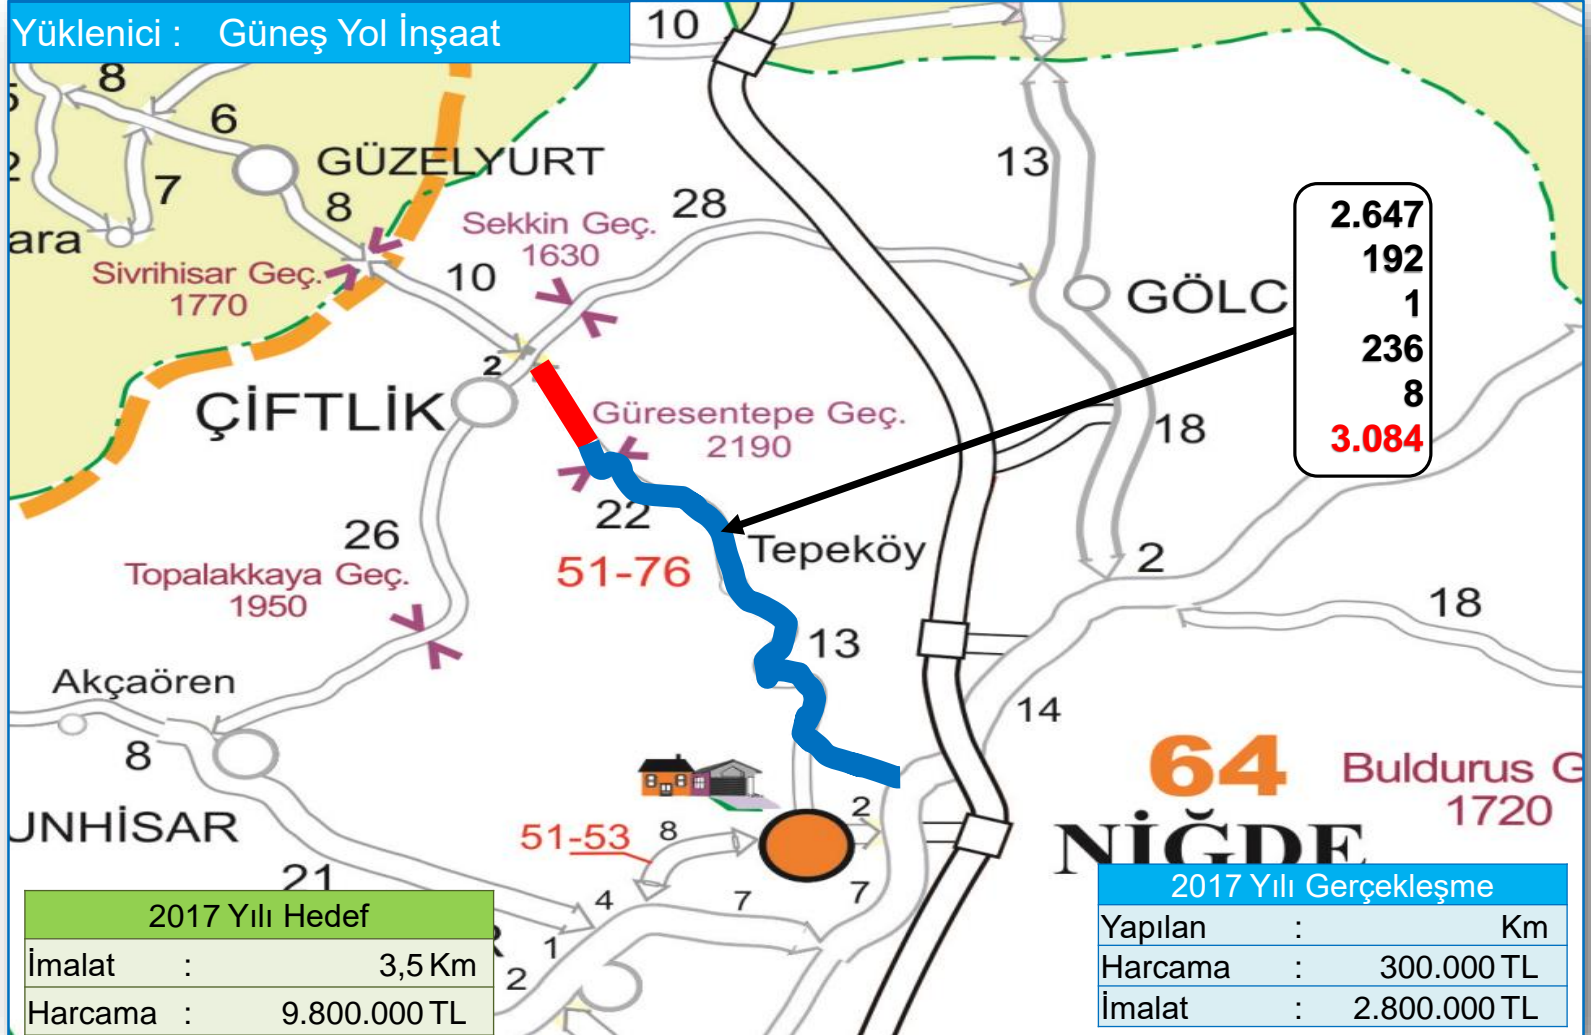 Yüklenici : Güneş Yol İnşaat
10
8
6
GÜZELYURT
13
7
8
28
2.647
192
1
236
8
3.084
ara
Sekkin Geç.
1630
Sivrihisar Geç.
1770
10
GÖLC
2
ÇİFTLİK
Güresentepe Geç.
2190
18
22
26
Tepeköy
51-76
2
Topalakkaya Geç.
1950
18
13
Akçaören
14
8
64
Buldurus G
1720
NİĞDE
UNHİSAR
51-53
8
2
21
4
7
7
1
2
2017 Yılı Hedef
İmalat : 3,5 Km
Harcama : 9.800.000 TL
2017 Yılı Gerçekleşme
Yapılan : Km
Harcama : 300.000 TL
İmalat : 2.800.000 TL